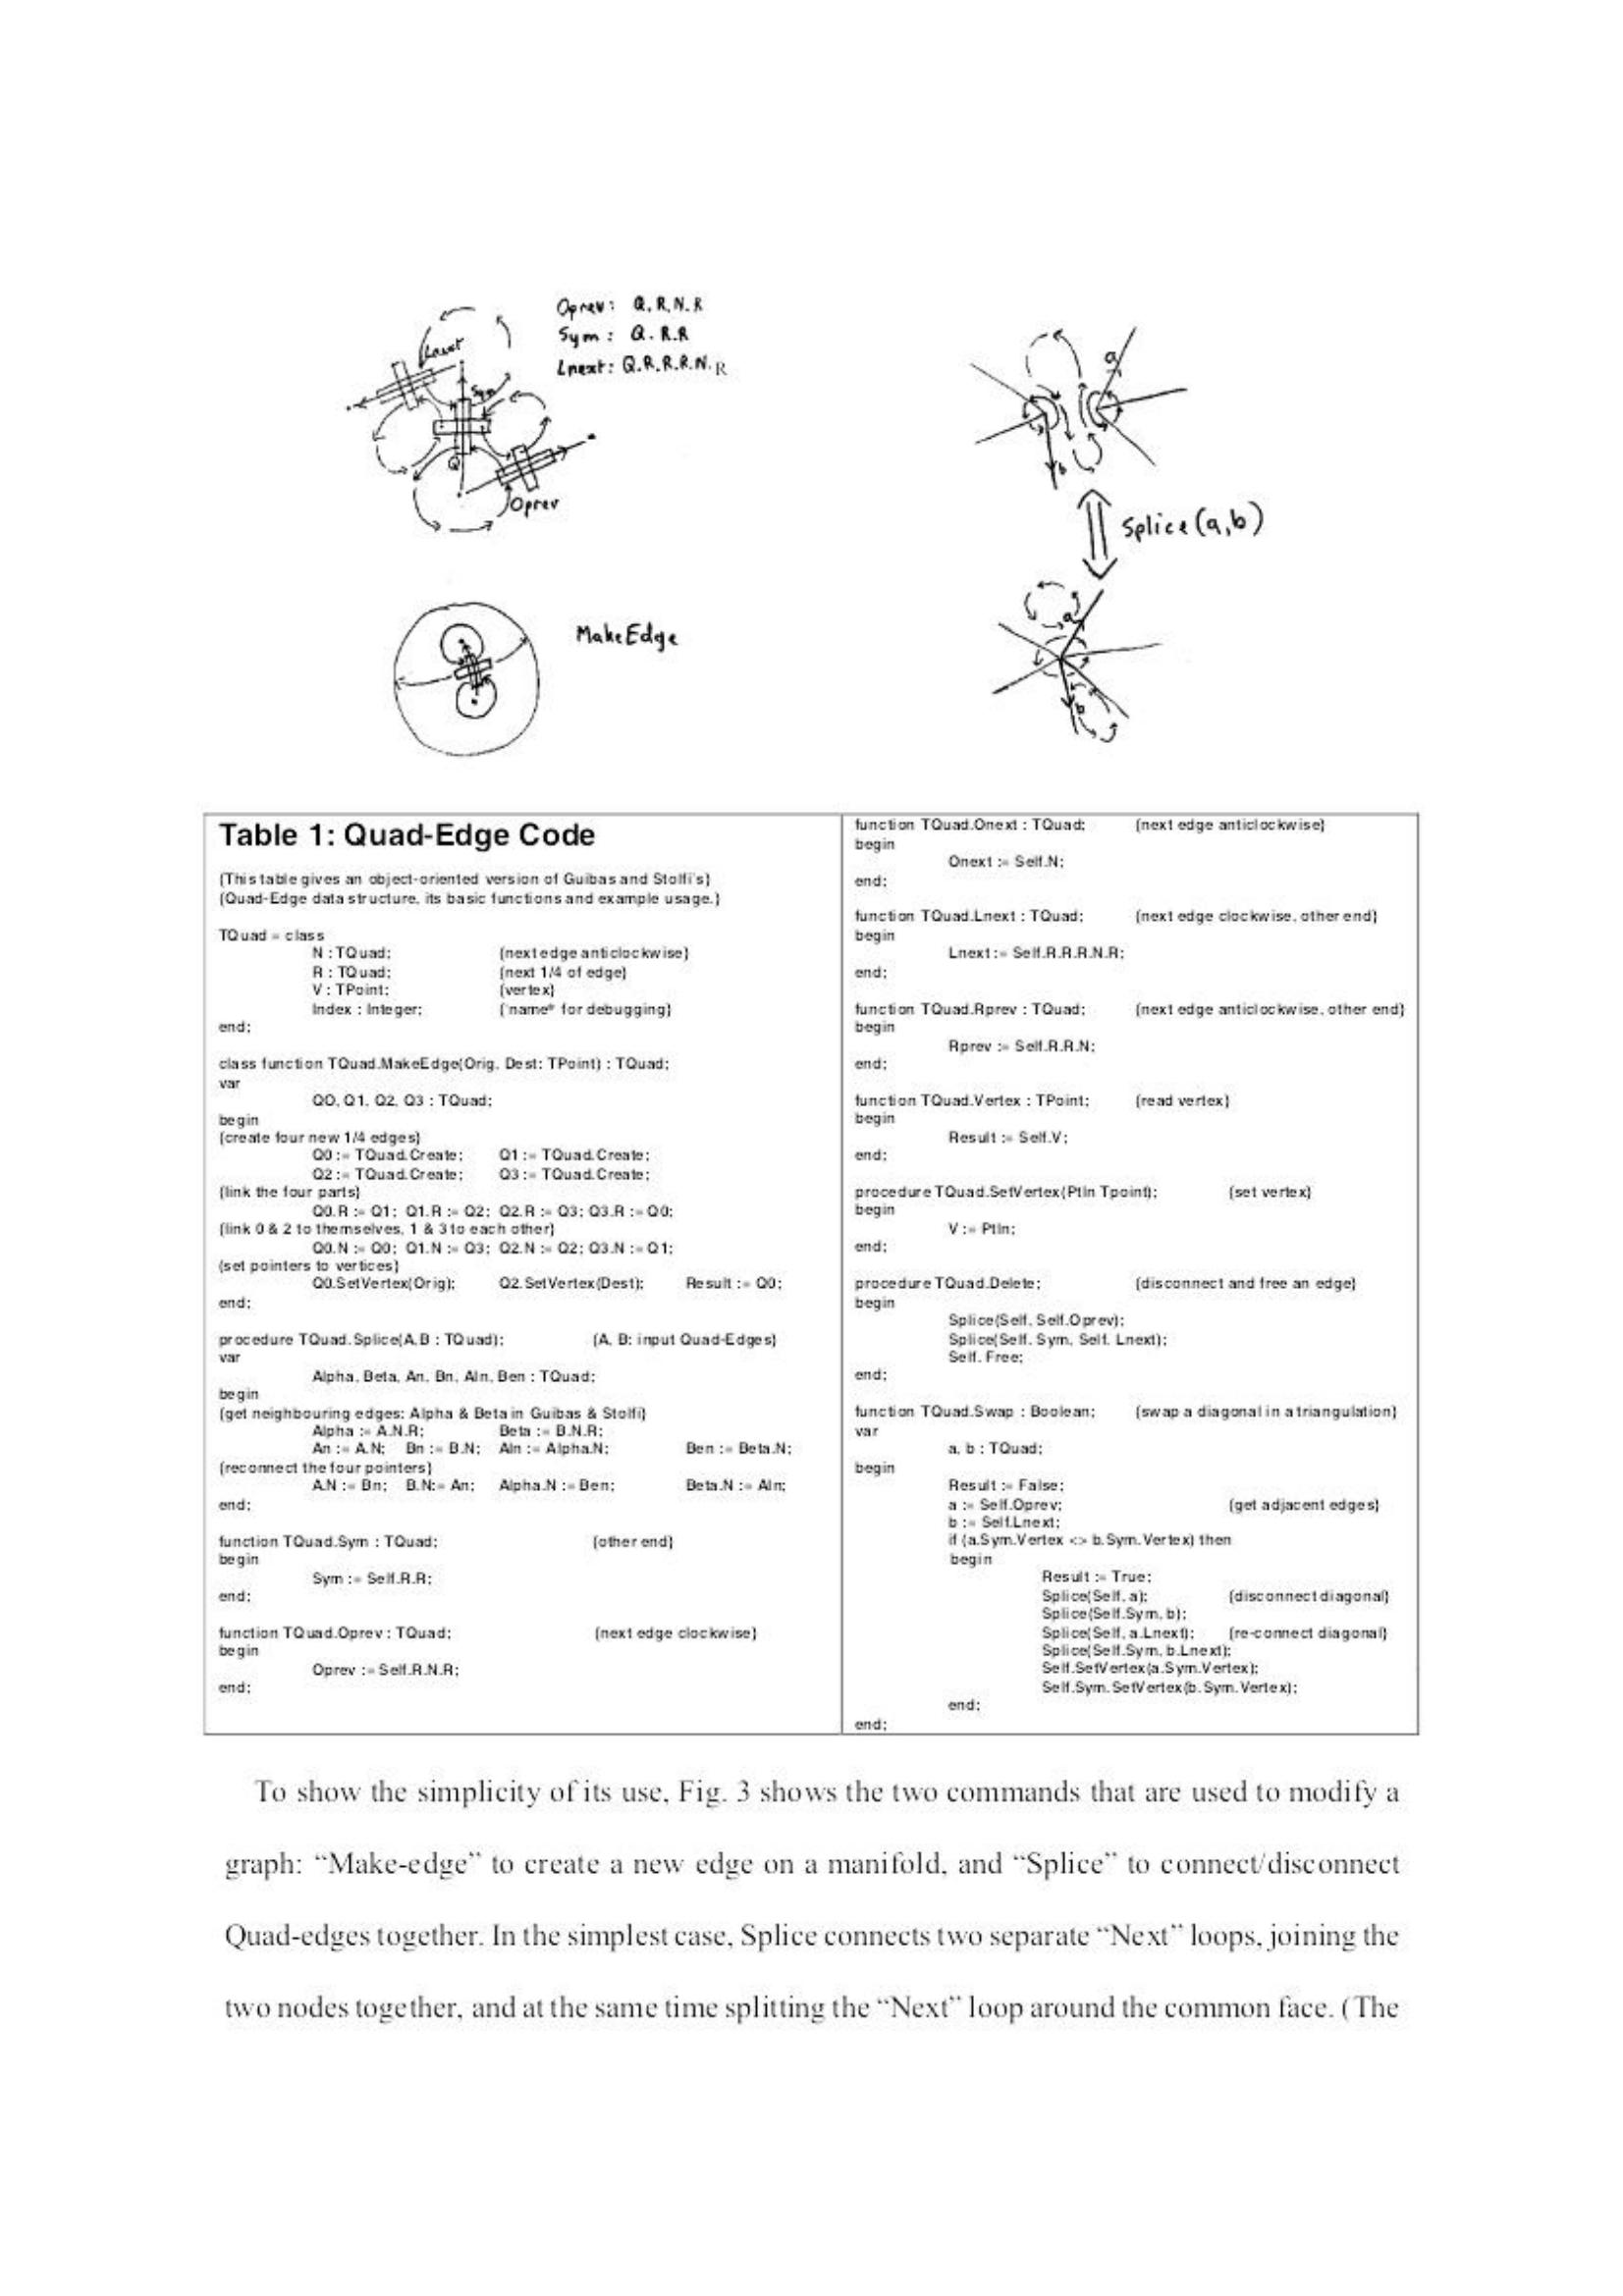 Oprev: Q.R.N.R
Sym: Q.R.R
Lnext: Q.R.R.R.N.R
Lnext
Sym
Q
Oprev
MakeEdge
a
b
Splice(a,b)
a
b
Table 1: Quad-Edge Code
{This table gives an object-oriented version of Guibas and Stolfi's}
{Quad-Edge data structure, its basic functions and example usage.}
TQuad = class
N : TQuad; {next edge anticlockwise}
R : TQuad; {next 1/4 of edge}
V : TPoint; {vertex}
Index : Integer; {"name" for debugging}
end;
class function TQuad.MakeEdge(Orig, Dest: TPoint) : TQuad;
var
Q0, Q1, Q2, Q3 : TQuad;
begin
{create four new 1/4 edges}
Q0 := TQuad.Create; Q1 := TQuad.Create;
Q2 := TQuad.Create; Q3 := TQuad.Create;
{link the four parts}
Q0.R := Q1; Q1.R := Q2; Q2.R := Q3; Q3.R := Q0;
{link 0 & 2 to themselves, 1 & 3 to each other}
Q0.N := Q0; Q1.N := Q3; Q2.N := Q2; Q3.N := Q1;
{set pointers to vertices}
Q0.SetVertex(Orig); Q2.SetVertex(Dest); Result := Q0;
end;
procedure TQuad.Splice(A,B : TQuad); {A, B: input Quad-Edges}
var
Alpha, Beta, An, Bn, Aln, Ben : TQuad;
begin
{get neighbouring edges: Alpha & Beta in Guibas & Stolfi}
Alpha := A.N.R; Beta := B.N.R;
An := A.N; Bn := B.N; Aln := Alpha.N; Ben := Beta.N;
{reconnect the four pointers}
A.N := Bn; B.N:= An; Alpha.N := Ben; Beta.N := Aln;
end;
function TQuad.Sym : TQuad; {other end}
begin
Sym := Self.R.R;
end;
function TQuad.Oprev : TQuad; {next edge clockwise}
begin
Oprev := Self.R.N.R;
end;
function TQuad.Onext : TQuad; {next edge anticlockwise}
begin
Onext := Self.N;
end;
function TQuad.Lnext : TQuad; {next edge clockwise, other end}
begin
Lnext := Self.R.R.R.N.R;
end;
function TQuad.Rprev : TQuad; {next edge anticlockwise, other end}
begin
Rprev := Self.R.R.N;
end;
function TQuad.Vertex : TPoint; {read vertex}
begin
Result := Self.V;
end;
procedure TQuad.SetVertex(PtIn Tpoint); {set vertex}
begin
V := PtIn;
end;
procedure TQuad.Delete; {disconnect and free an edge}
begin
Splice(Self, Self.Oprev);
Splice(Self. Sym, Self. Lnext);
Self. Free;
end;
function TQuad.Swap : Boolean; {swap a diagonal in a triangulation}
var
a, b : TQuad;
begin
Result := False;
a := Self.Oprev; {get adjacent edges}
b := Self.Lnext;
if (a.Sym.Vertex <> b.Sym.Vertex) then
begin
Result := True;
Splice(Self, a); {disconnect diagonal}
Splice(Self.Sym, b);
Splice(Self, a.Lnext); {re-connect diagonal}
Splice(Self.Sym, b.Lnext);
Self.SetVertex(a.Sym.Vertex);
Self.Sym.SetVertex(b.Sym.Vertex);
end;
end;
To show the simplicity of its use, Fig. 3 shows the two commands that are used to modify a
graph: “Make-edge” to create a new edge on a manifold, and “Splice” to connect/disconnect
Quad-edges together. In the simplest case, Splice connects two separate “Next” loops, joining the
two nodes together, and at the same time splitting the “Next” loop around the common face. (The